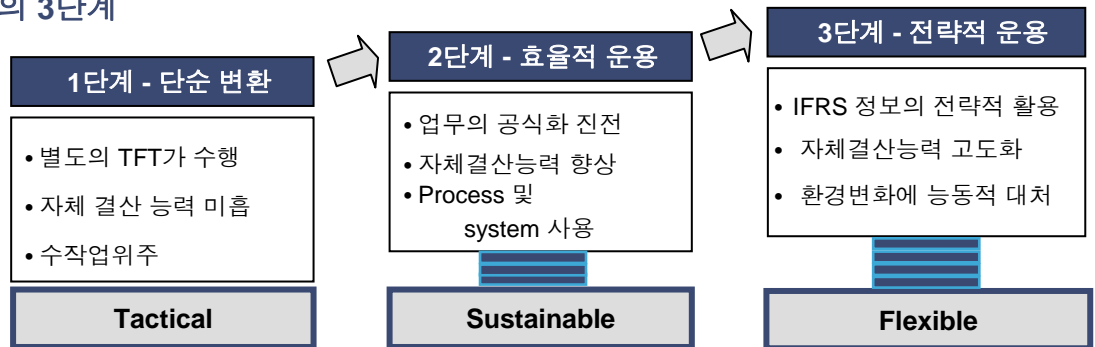 의 3단계
1단계 - 단순 변환
• 별도의 TFT가 수행
• 자체 결산 능력 미흡
• 수작업위주
Tactical
2단계 - 효율적 운용
• 업무의 공식화 진전
• 자체결산능력 향상
• Process 및
system 사용
Sustainable
3단계 - 전략적 운용
• IFRS 정보의 전략적 활용
• 자체결산능력 고도화
• 환경변화에 능동적 대처
Flexible